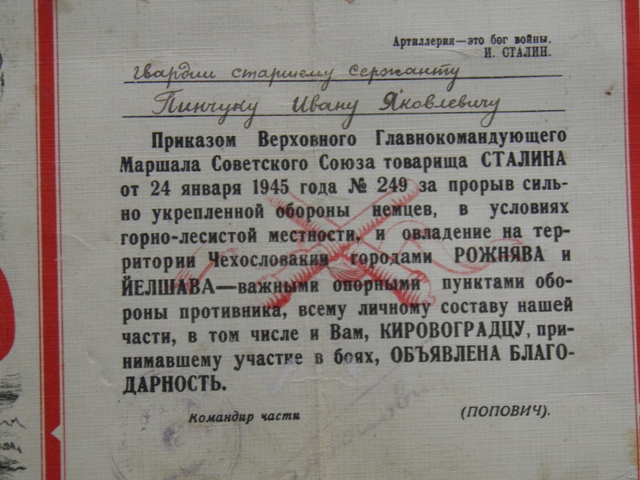 Артиллерия—это бог войны.
И. СТАЛИН.
гвардии старшему сержанту
Пинчуку Ивану Яковлевичу
Приказом Верховного Главнокомандующего
Маршала Советского Союза товарища СТАЛИНА
от 24 января 1945 года № 249 за прорыв силь-
но укрепленной обороны немцев, в условиях
горно-лесистой местности, и овладение на тер-
ритории Чехословакии городами РОЖНЯВА и
ЙЕЛШАВА—важными опорными пунктами обо-
роны противника, всему личному составу нашей
части, в том числе и Вам, КИРОВОГРАДЦУ, при-
нимавшему участие в боях, ОБЪЯВЛЕНА БЛАГО-
ДАРНОСТЬ.
Командир части (ПОПОВИЧ).